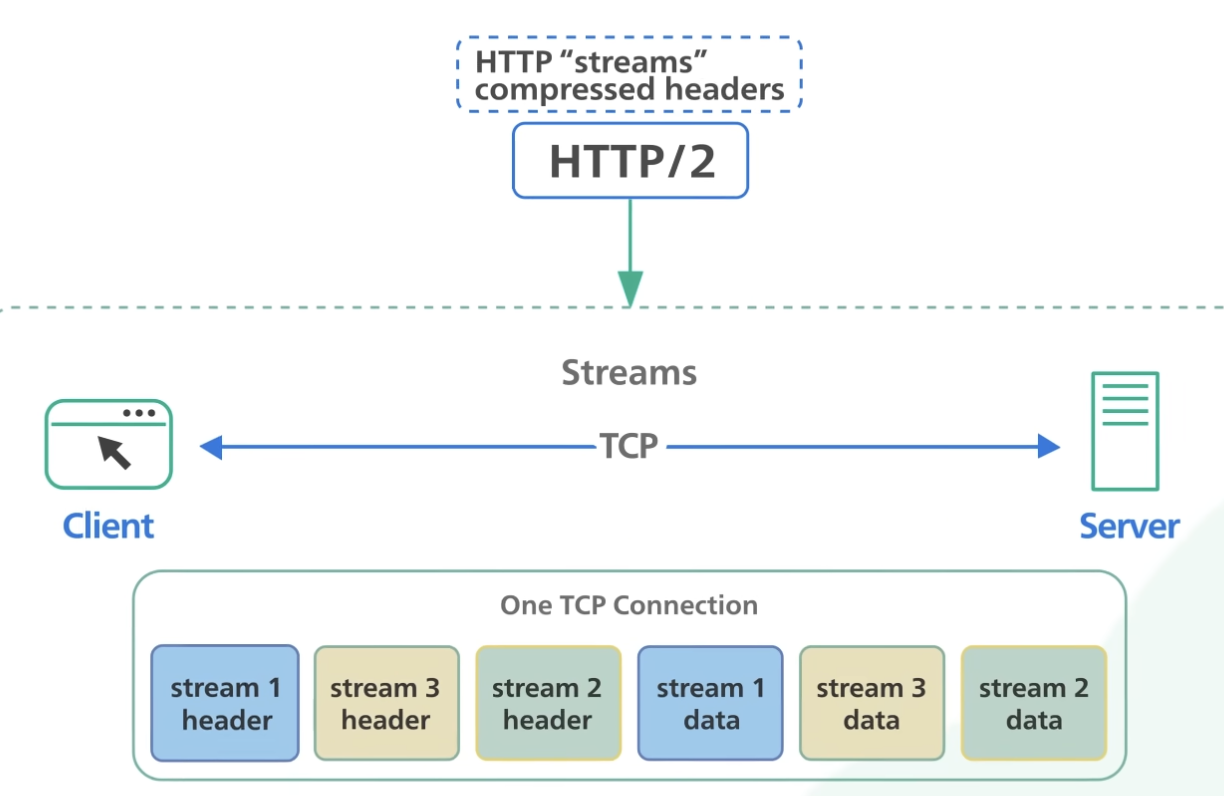 HTTP “streams”
compressed headers
HTTP/2
Streams
TCP
Client
Server
One TCP Connection
stream 1
header
stream 3
header
stream 2
header
stream 1
data
stream 3
data
stream 2
data